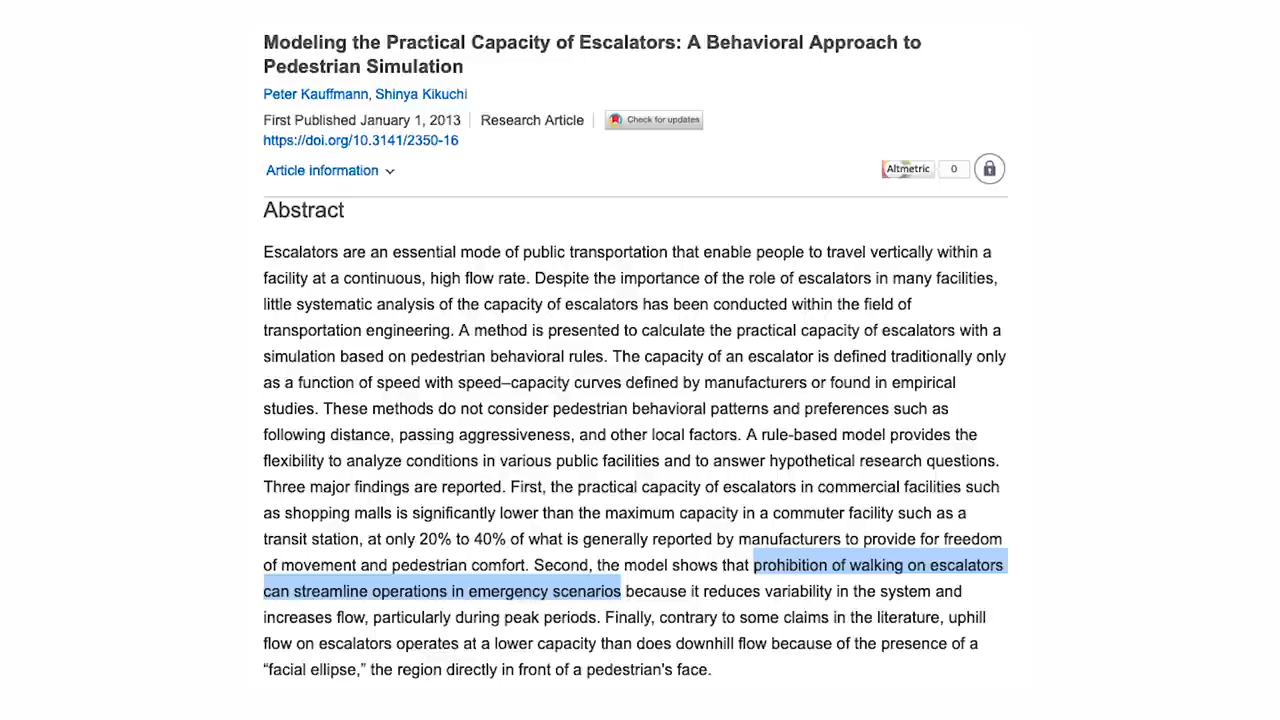 Modeling the Practical Capacity of Escalators: A Behavioral Approach to
Pedestrian Simulation
Peter Kauffmann, Shinya Kikuchi
First Published January 1, 2013 Research Article Check for updates
https://doi.org/10.3141/2350-16
Article information
Altmetric 0
Abstract
Escalators are an essential mode of public transportation that enable people to travel vertically within a
facility at a continuous, high flow rate. Despite the importance of the role of escalators in many facilities,
little systematic analysis of the capacity of escalators has been conducted within the field of
transportation engineering. A method is presented to calculate the practical capacity of escalators with a
simulation based on pedestrian behavioral rules. The capacity of an escalator is defined traditionally only
as a function of speed with speed–capacity curves defined by manufacturers or found in empirical
studies. These methods do not consider pedestrian behavioral patterns and preferences such as
following distance, passing aggressiveness, and other local factors. A rule-based model provides the
flexibility to analyze conditions in various public facilities and to answer hypothetical research questions.
Three major findings are reported. First, the practical capacity of escalators in commercial facilities such
as shopping malls is significantly lower than the maximum capacity in a commuter facility such as a
transit station, at only 20% to 40% of what is generally reported by manufacturers to provide for freedom
of movement and pedestrian comfort. Second, the model shows that prohibition of walking on escalators
can streamline operations in emergency scenarios because it reduces variability in the system and
increases flow, particularly during peak periods. Finally, contrary to some claims in the literature, uphill
flow on escalators operates at a lower capacity than does downhill flow because of the presence of a
“facial ellipse,” the region directly in front of a pedestrian's face.